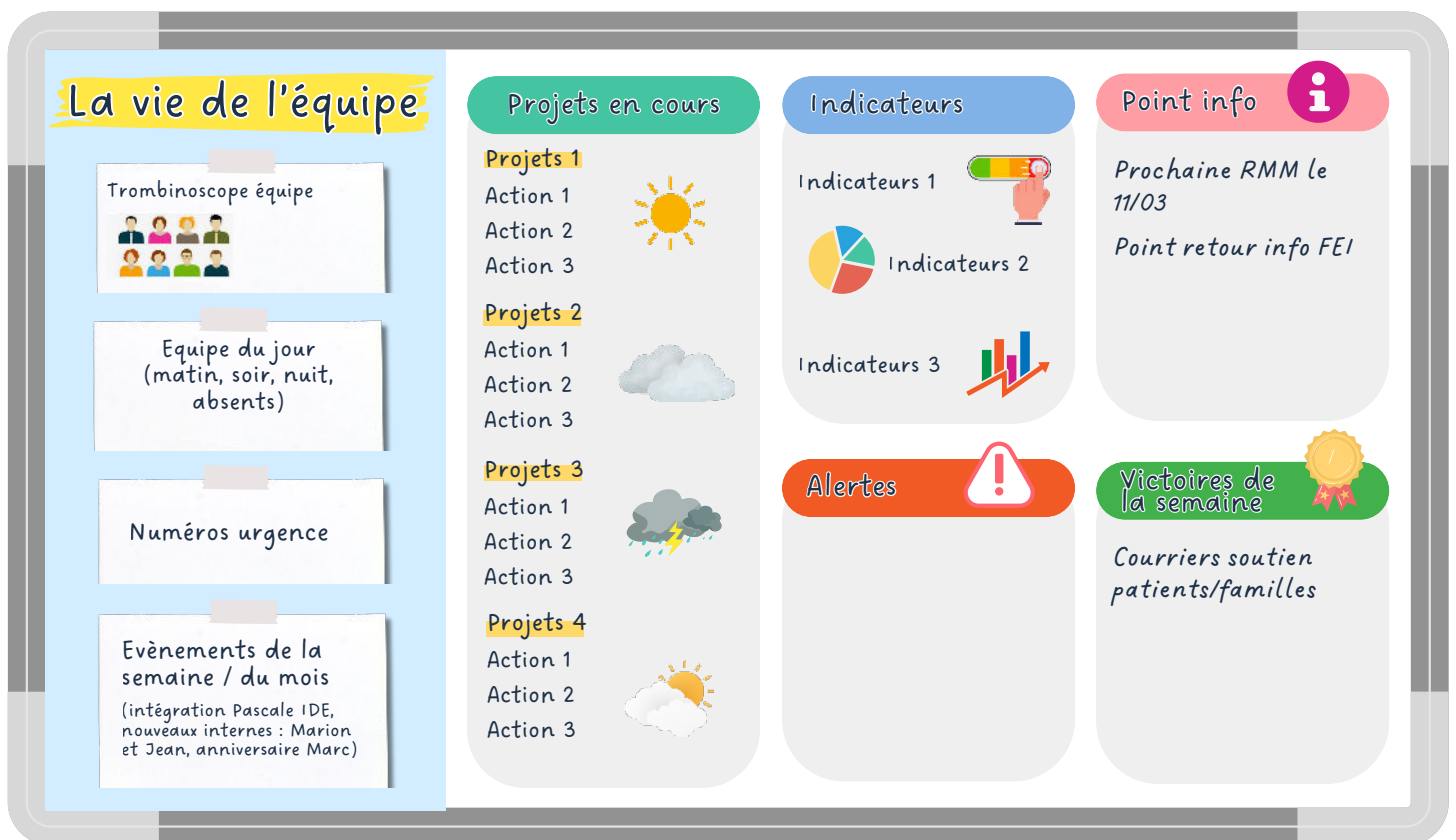 La vie de l'équipe
Trombinoscope équipe
Equipe du jour
(matin, soir, nuit,
absents)
Numéros urgence
Evènements de la
semaine / du mois
(intégration Pascale IDE,
nouveaux internes : Marion
et Jean, anniversaire Marc)
Projets en cours
Projets 1
Action 1
Action 2
Action 3
Projets 2
Action 1
Action 2
Action 3
Projets 3
Action 1
Action 2
Action 3
Projets 4
Action 1
Action 2
Action 3
Indicateurs
Indicateurs 1
Indicateurs 2
Indicateurs 3
Alertes
Point info
Prochaine RMM le
11/03
Point retour info FEI
Victoires de
la semaine
Courriers soutien
patients/familles